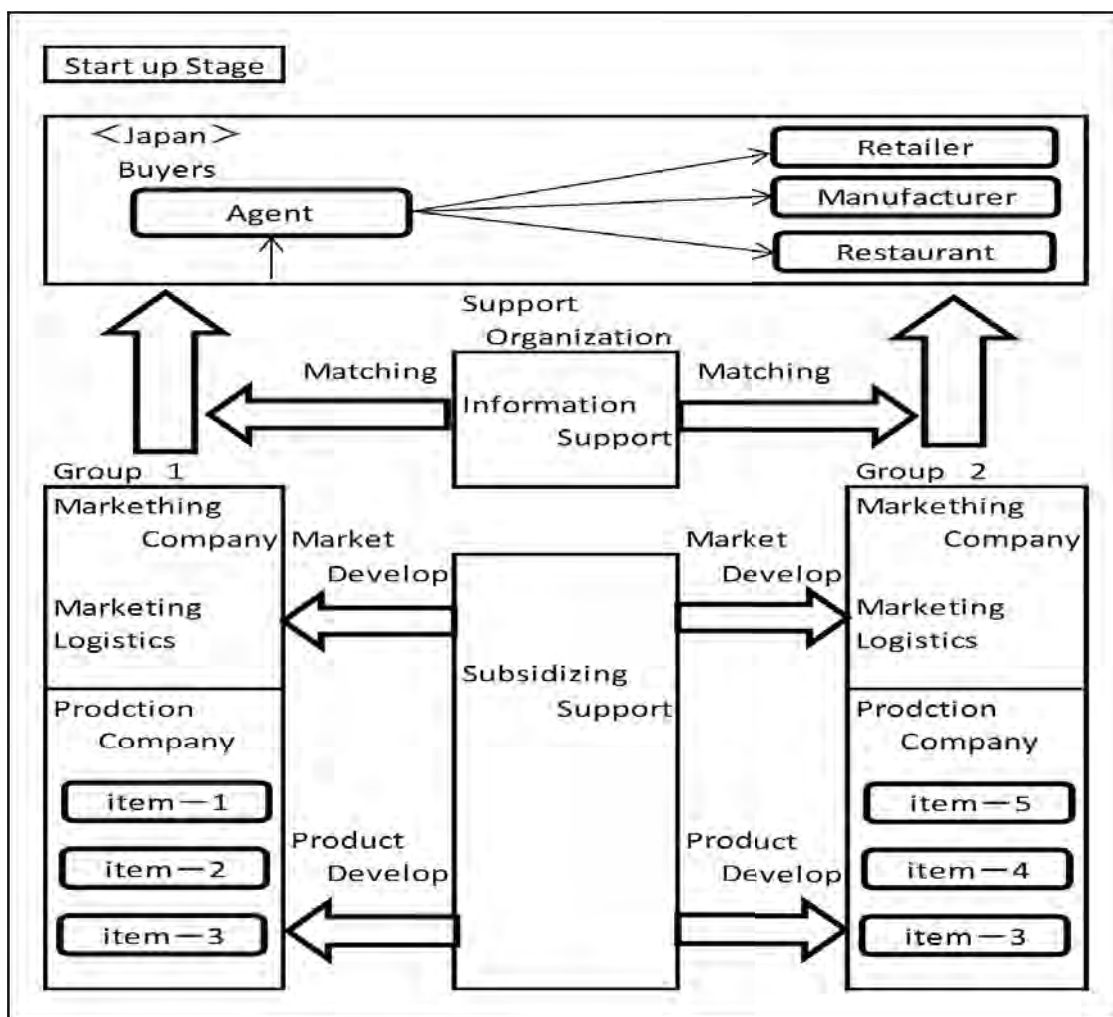 Start up Stage
<Japan>
Buyers
Agent
Retailer
Manufacturer
Restaurant
Support
Organization
Matching
Matching
Information
Support
Group 1
Markething
Company
Marketing
Logistics
Prodction
Company
item—1
item—2
item—3
Market
Develop
Market
Develop
Subsidizing
Support
Product
Develop
Product
Develop
Group 2
Markething
Company
Marketing
Logistics
Prodction
Company
item—5
item—4
item—3